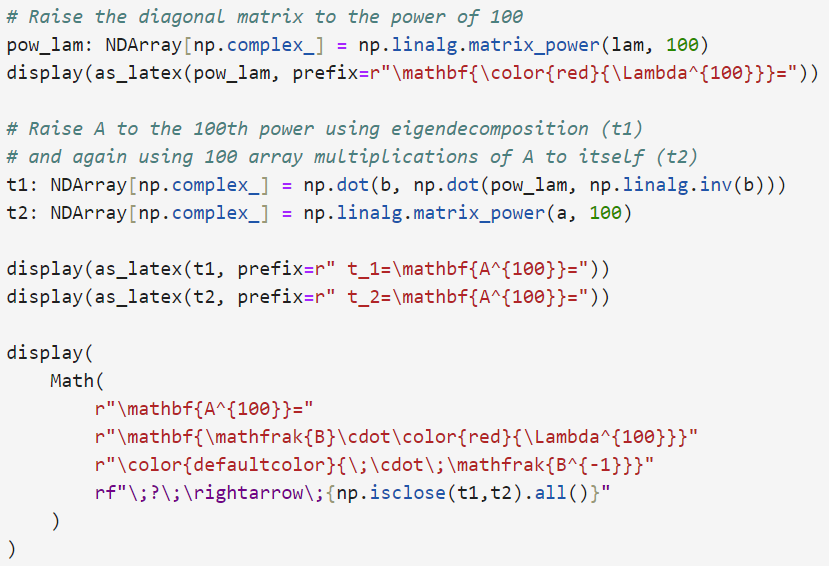 # Raise the diagonal matrix to the power of 100
pow_lam: NDArray[np.complex_] = np.linalg.matrix_power(lam, 100)
display(as_latex(pow_lam, prefix=r"\mathbf{\color{red}{\Lambda^{100}}}="))

# Raise A to the 100th power using eigendecomposition (t1)
# and again using 100 array multiplications of A to itself (t2)
t1: NDArray[np.complex_] = np.dot(b, np.dot(pow_lam, np.linalg.inv(b)))
t2: NDArray[np.complex_] = np.linalg.matrix_power(a, 100)

display(as_latex(t1, prefix=r" t_1=\mathbf{A^{100}}="))
display(as_latex(t2, prefix=r" t_2=\mathbf{A^{100}}="))

display(
    Math(
        r"\mathbf{A^{100}}="
        r"\mathbf{\mathfrak{B}\cdot\color{red}{\Lambda^{100}}}"
        r"\color{defaultcolor}{\;\cdot\;\mathfrak{B^{-1}}}"
        rf"\;?\;\rightarrow\;{np.isclose(t1,t2).all()}"
    )
)